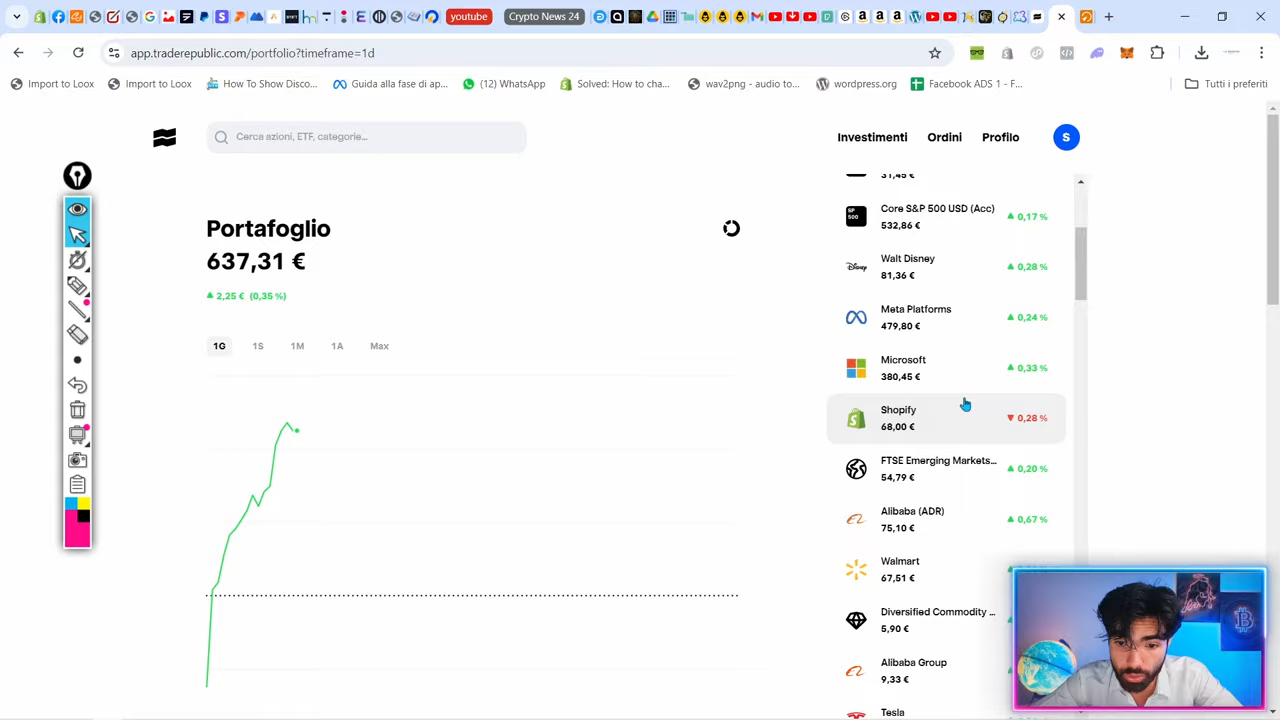 youtube
Crypto News 24
app.traderepublic.com/portfolio?timeframe=1d
Import to Loox
Import to Loox
How To Show Disco...
Guida alla fase di ap...
(12) WhatsApp
Solved: How to cha...
wav2png - audio to...
wordpress.org
Facebook ADS 1 - F...
Tutti i preferiti
Cerca azioni, ETF, categorie...
Investimenti
Ordini
Profilo
S
Portafoglio
637,31 €
2,25 € (0,35 %)
1G
1S
1M
1A
Max
31,45 €
SP 500
Core S&P 500 USD (Acc)
532,86 €
0,17 %
Disney
Walt Disney
81,36 €
0,28 %
Meta Platforms
479,80 €
0,24 %
Microsoft
380,45 €
0,33 %
Shopify
68,00 €
0,28 %
FTSE Emerging Markets...
54,79 €
0,20 %
Alibaba (ADR)
75,10 €
0,67 %
Walmart
67,51 €
Diversified Commodity ...
5,90 €
Alibaba Group
9,33 €
Tesla